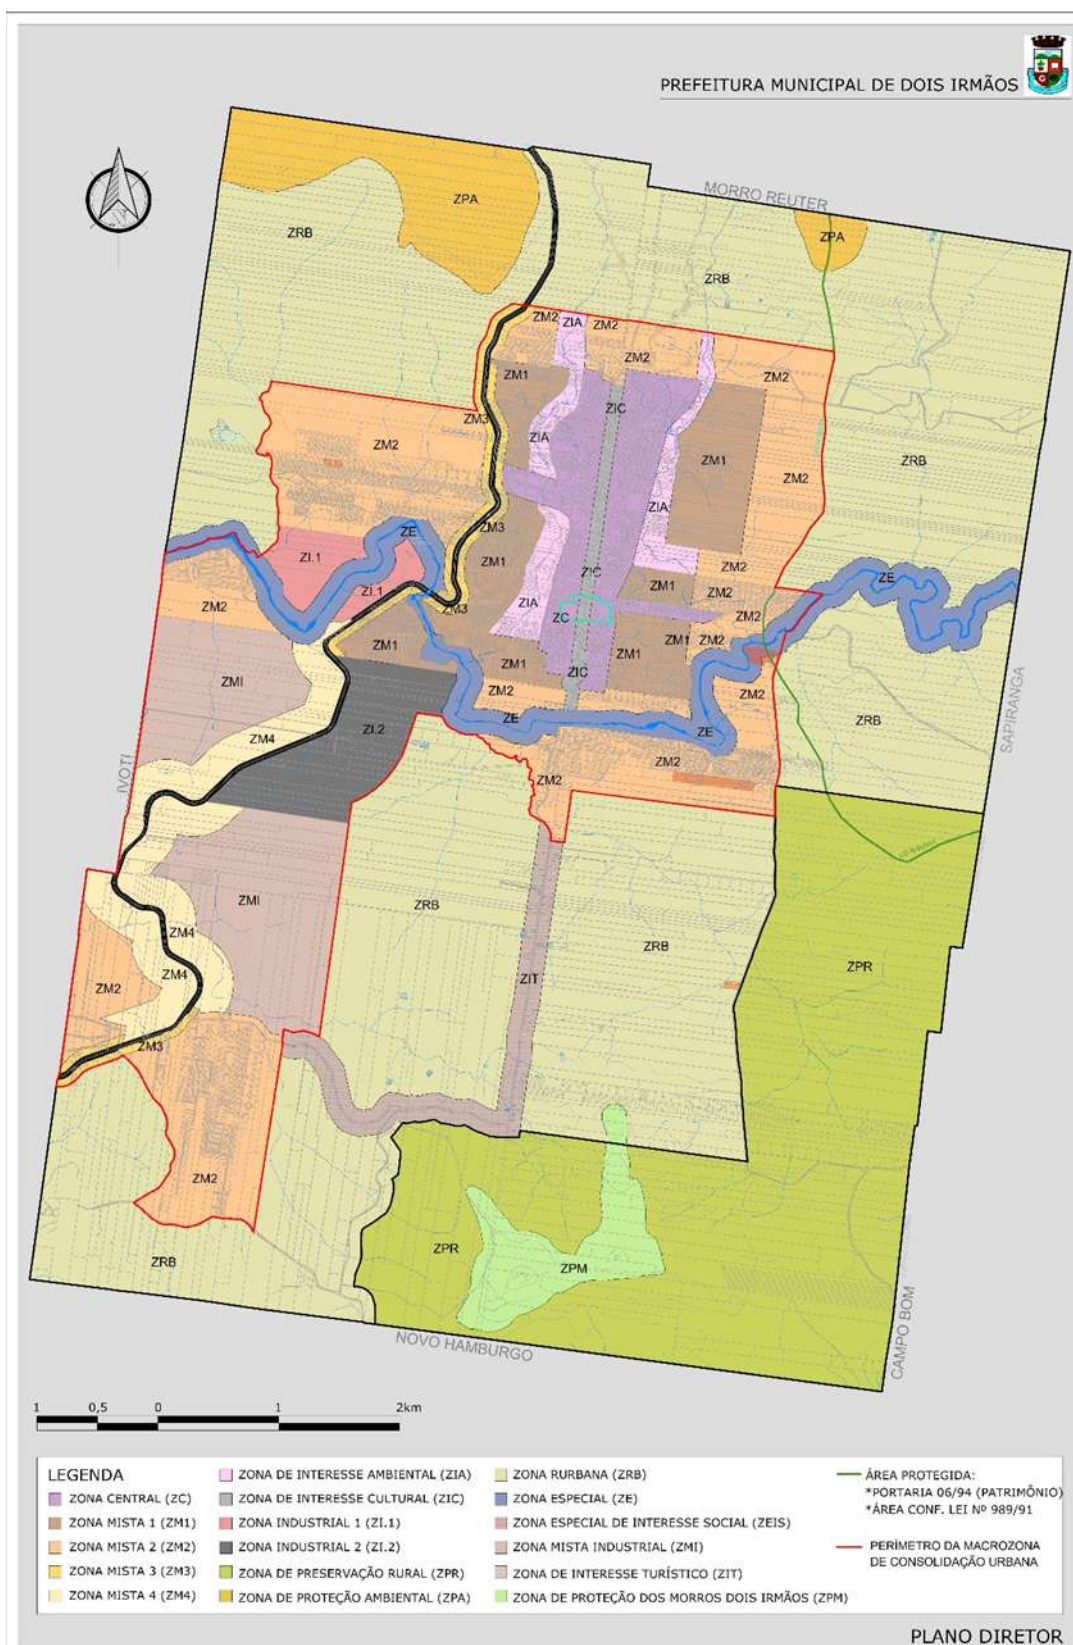 PREFEITURA MUNICIPAL DE DOIS IRMÃOS
MORRO REUTER
ZPA
ZPA
ZRB
ZRB
ZM2
ZIA
ZM2
ZM2
ZM1
ZM2
ZIC
ZM3
ZM2
ZIA
ZM1
ZRB
ZM2
ZIA
ZM3
ZE
ZI.1
ZM1
ZM2
ZE
ZIC
ZM1
ZM2
ZI.1
ZIA
ZM3
ZM2
ZC
ZM2
ZM1
ZM2
ZM1
ZM1
ZM1
ZIC
ZMI
ZM2
ZM2
SAPIRANGA
ZE
ZRB
ZI.2
ZE
ZM4
ZM2
ZM2
IVOTI
ZMI
ZRB
ZM4
ZRB
ZPR
ZM4
ZIT
ZM2
ZM3
ZM2
ZPR
ZRB
ZPM
CAMPO BOM
NOVO HAMBURGO
1 0,5 0 1 2km
LEGENDA
ZONA CENTRAL (ZC)
ZONA MISTA 1 (ZM1)
ZONA MISTA 2 (ZM2)
ZONA MISTA 3 (ZM3)
ZONA MISTA 4 (ZM4)
ZONA DE INTERESSE AMBIENTAL (ZIA)
ZONA DE INTERESSE CULTURAL (ZIC)
ZONA INDUSTRIAL 1 (ZI.1)
ZONA INDUSTRIAL 2 (ZI.2)
ZONA DE PRESERVAÇÃO RURAL (ZPR)
ZONA DE PROTEÇÃO AMBIENTAL (ZPA)
ZONA RURBANA (ZRB)
ZONA ESPECIAL (ZE)
ZONA ESPECIAL DE INTERESSE SOCIAL (ZEIS)
ZONA MISTA INDUSTRIAL (ZMI)
ZONA DE INTERESSE TURÍSTICO (ZIT)
ZONA DE PROTEÇÃO DOS MORROS DOIS IRMÃOS (ZPM)
ÁREA PROTEGIDA:
*PORTARIA 06/94 (PATRIMÔNIO)
*ÁREA CONF. LEI Nº 989/91
PERÍMETRO DA MACROZONA
DE CONSOLIDAÇÃO URBANA
PLANO DIRETOR